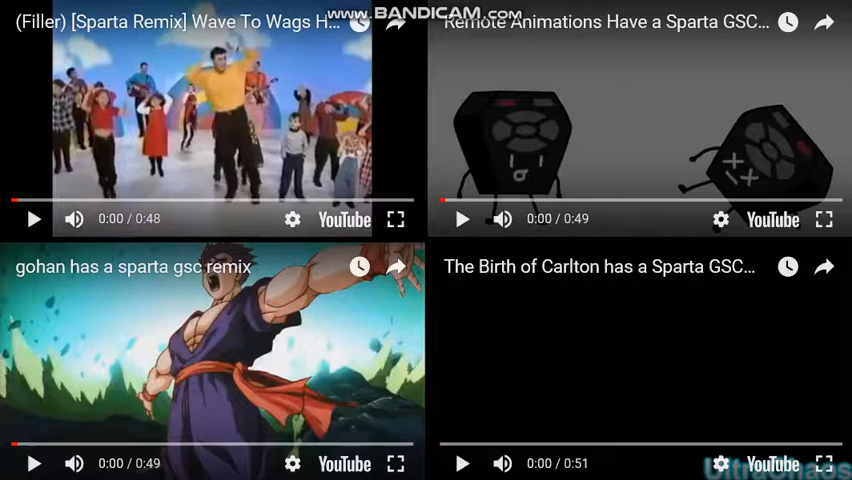 www.BANDICAM.com
(Filler) [Sparta Remix] Wave To Wags H...
Remote Animations Have a Sparta GSC...
0:00 / 0:48
YouTube
0:00 / 0:49
YouTube
gohan has a sparta gsc remix
The Birth of Carlton has a Sparta GSC...
0:00 / 0:49
YouTube
0:00 / 0:51
YouTube
UltraChaos